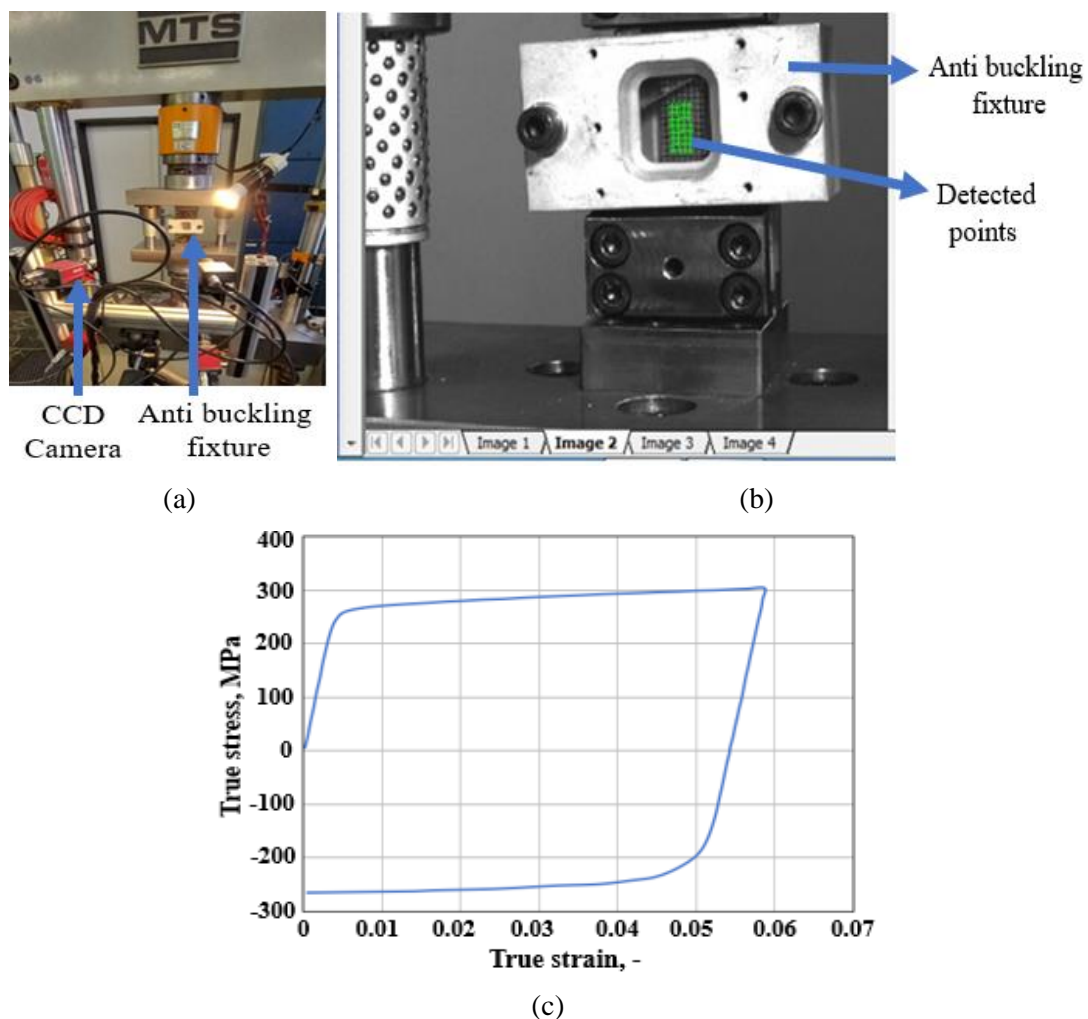 MTS
CCD
Camera
Anti buckling
fixture
(a)
Anti buckling
fixture
Detected
points
Image 1
Image 2
Image 3
Image 4
(b)
True stress, MPa
400
300
200
100
0
-100
-200
-300
0 0.01 0.02 0.03 0.04 0.05 0.06 0.07
True strain, -
(c)